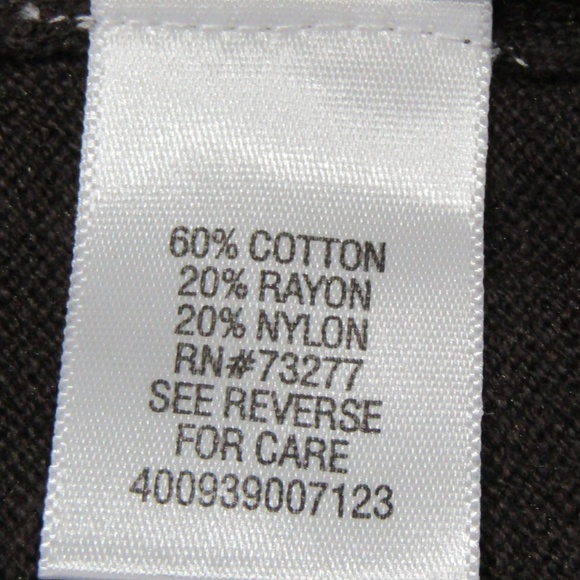 60% COTTON
20% RAYON
20% NYLON
RN#73277
SEE REVERSE
FOR CARE
400939007123